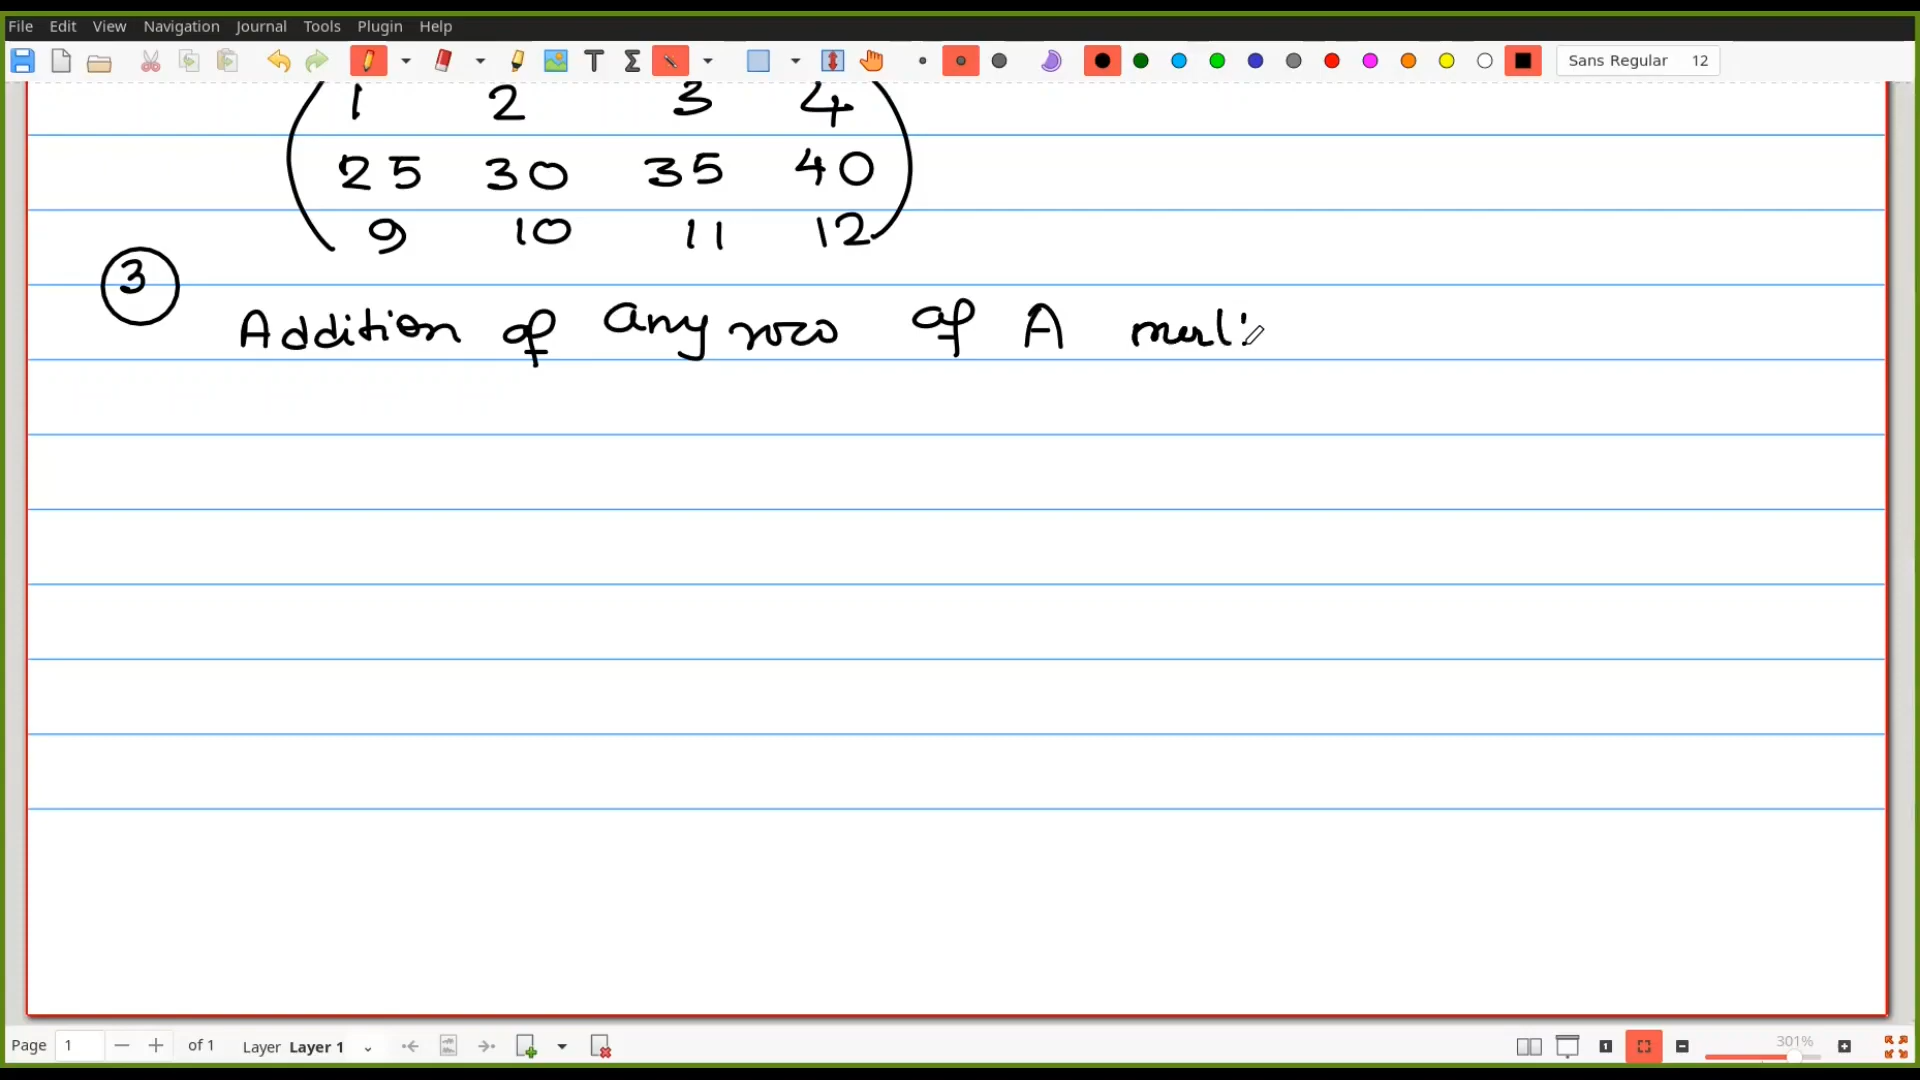 File Edit View Navigation Journal Tools Plugin Help
Sans Regular 12
1 2 3 4
25 30 35 40
9 10 11 12
3
Addition of any row of A multi
Page 1 of 1 Layer Layer 1 301%